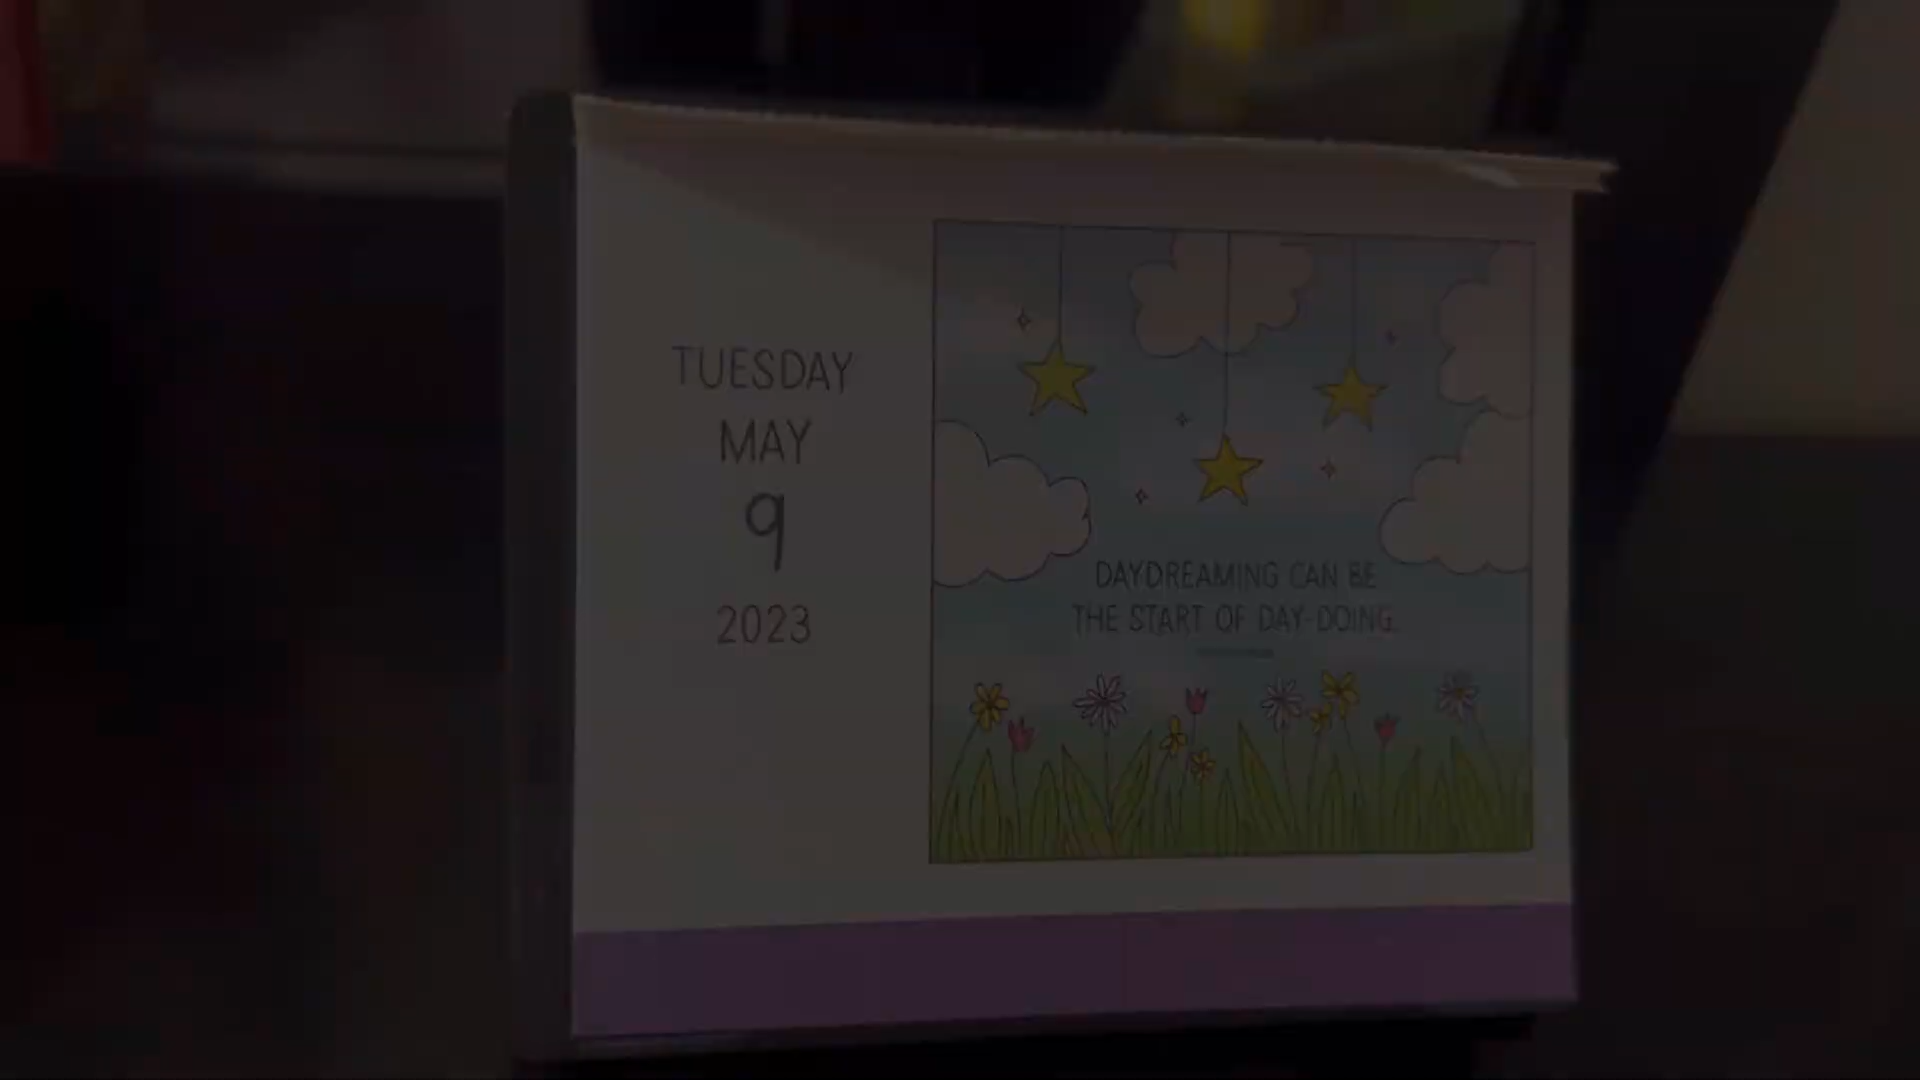 TUESDAY
MAY
9
2023
DAYDREAMING CAN BE
THE START OF DAY-DOING.